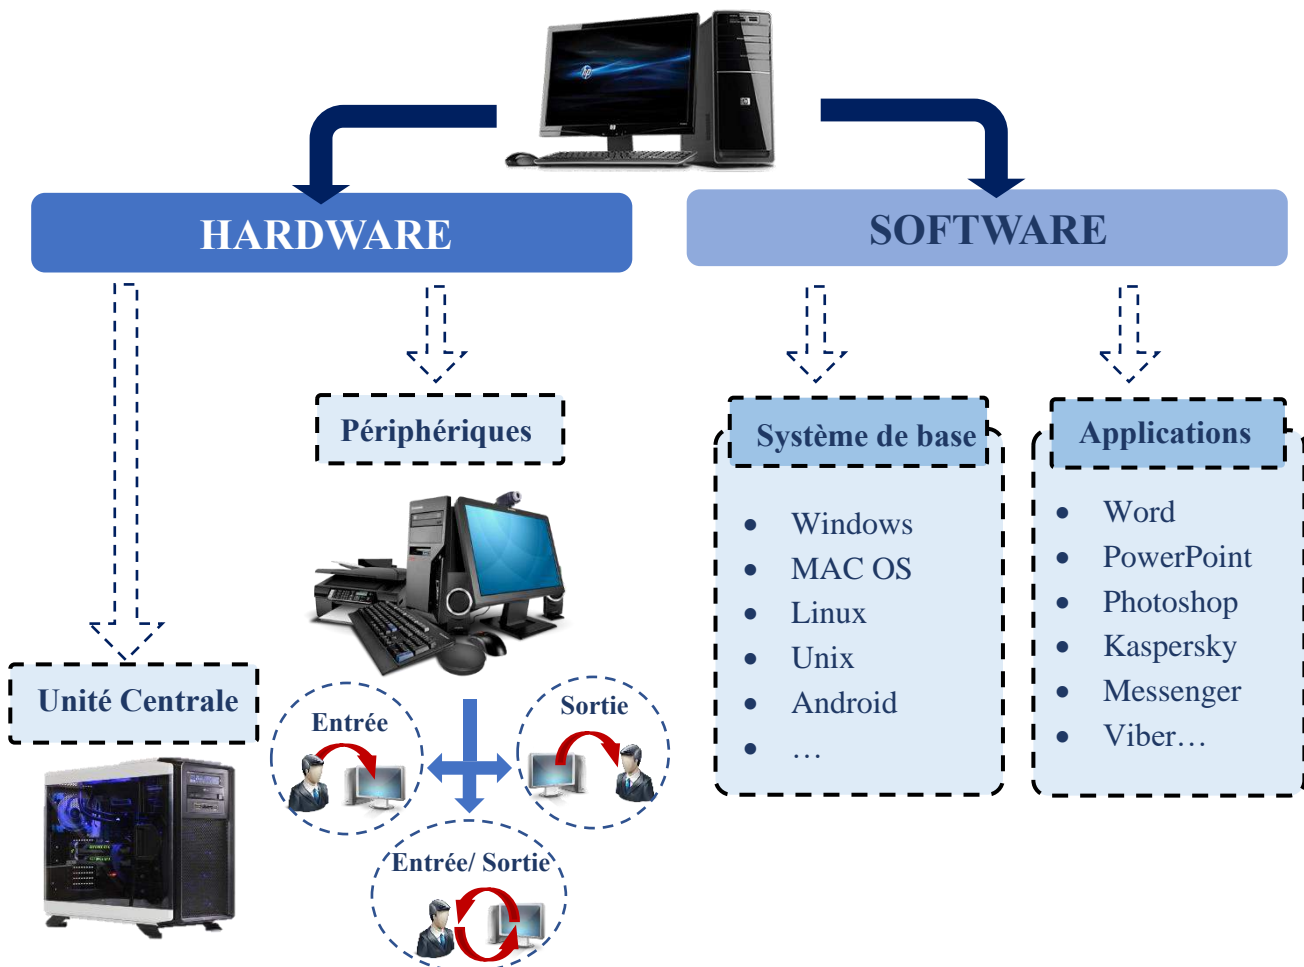 HARDWARE
SOFTWARE
Périphériques
Système de base
Applications
• Windows
• MAC OS
• Linux
• Unix
• Android
• …
• Word
• PowerPoint
• Photoshop
• Kaspersky
• Messenger
• Viber…
Unité Centrale
Entrée
Sortie
Entrée/ Sortie
hp